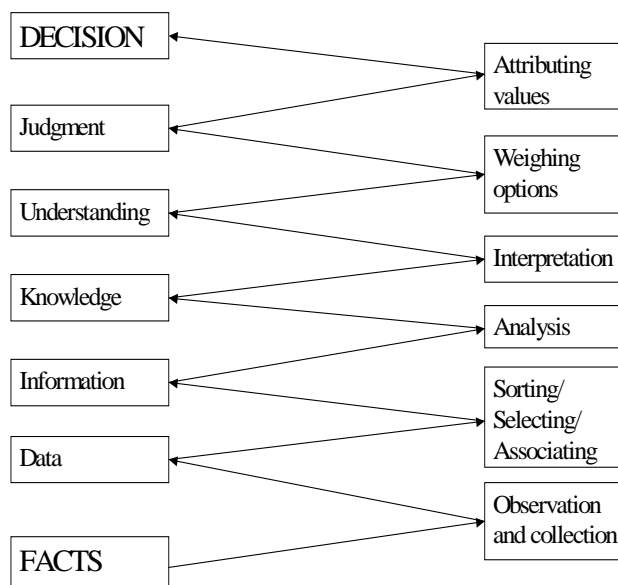 DECISION
Attributing
values
Judgment
Weighing
options
Understanding
Interpretation
Knowledge
Analysis
Information
Sorting/
Selecting/
Associating
Data
Observation
and collection
FACTS